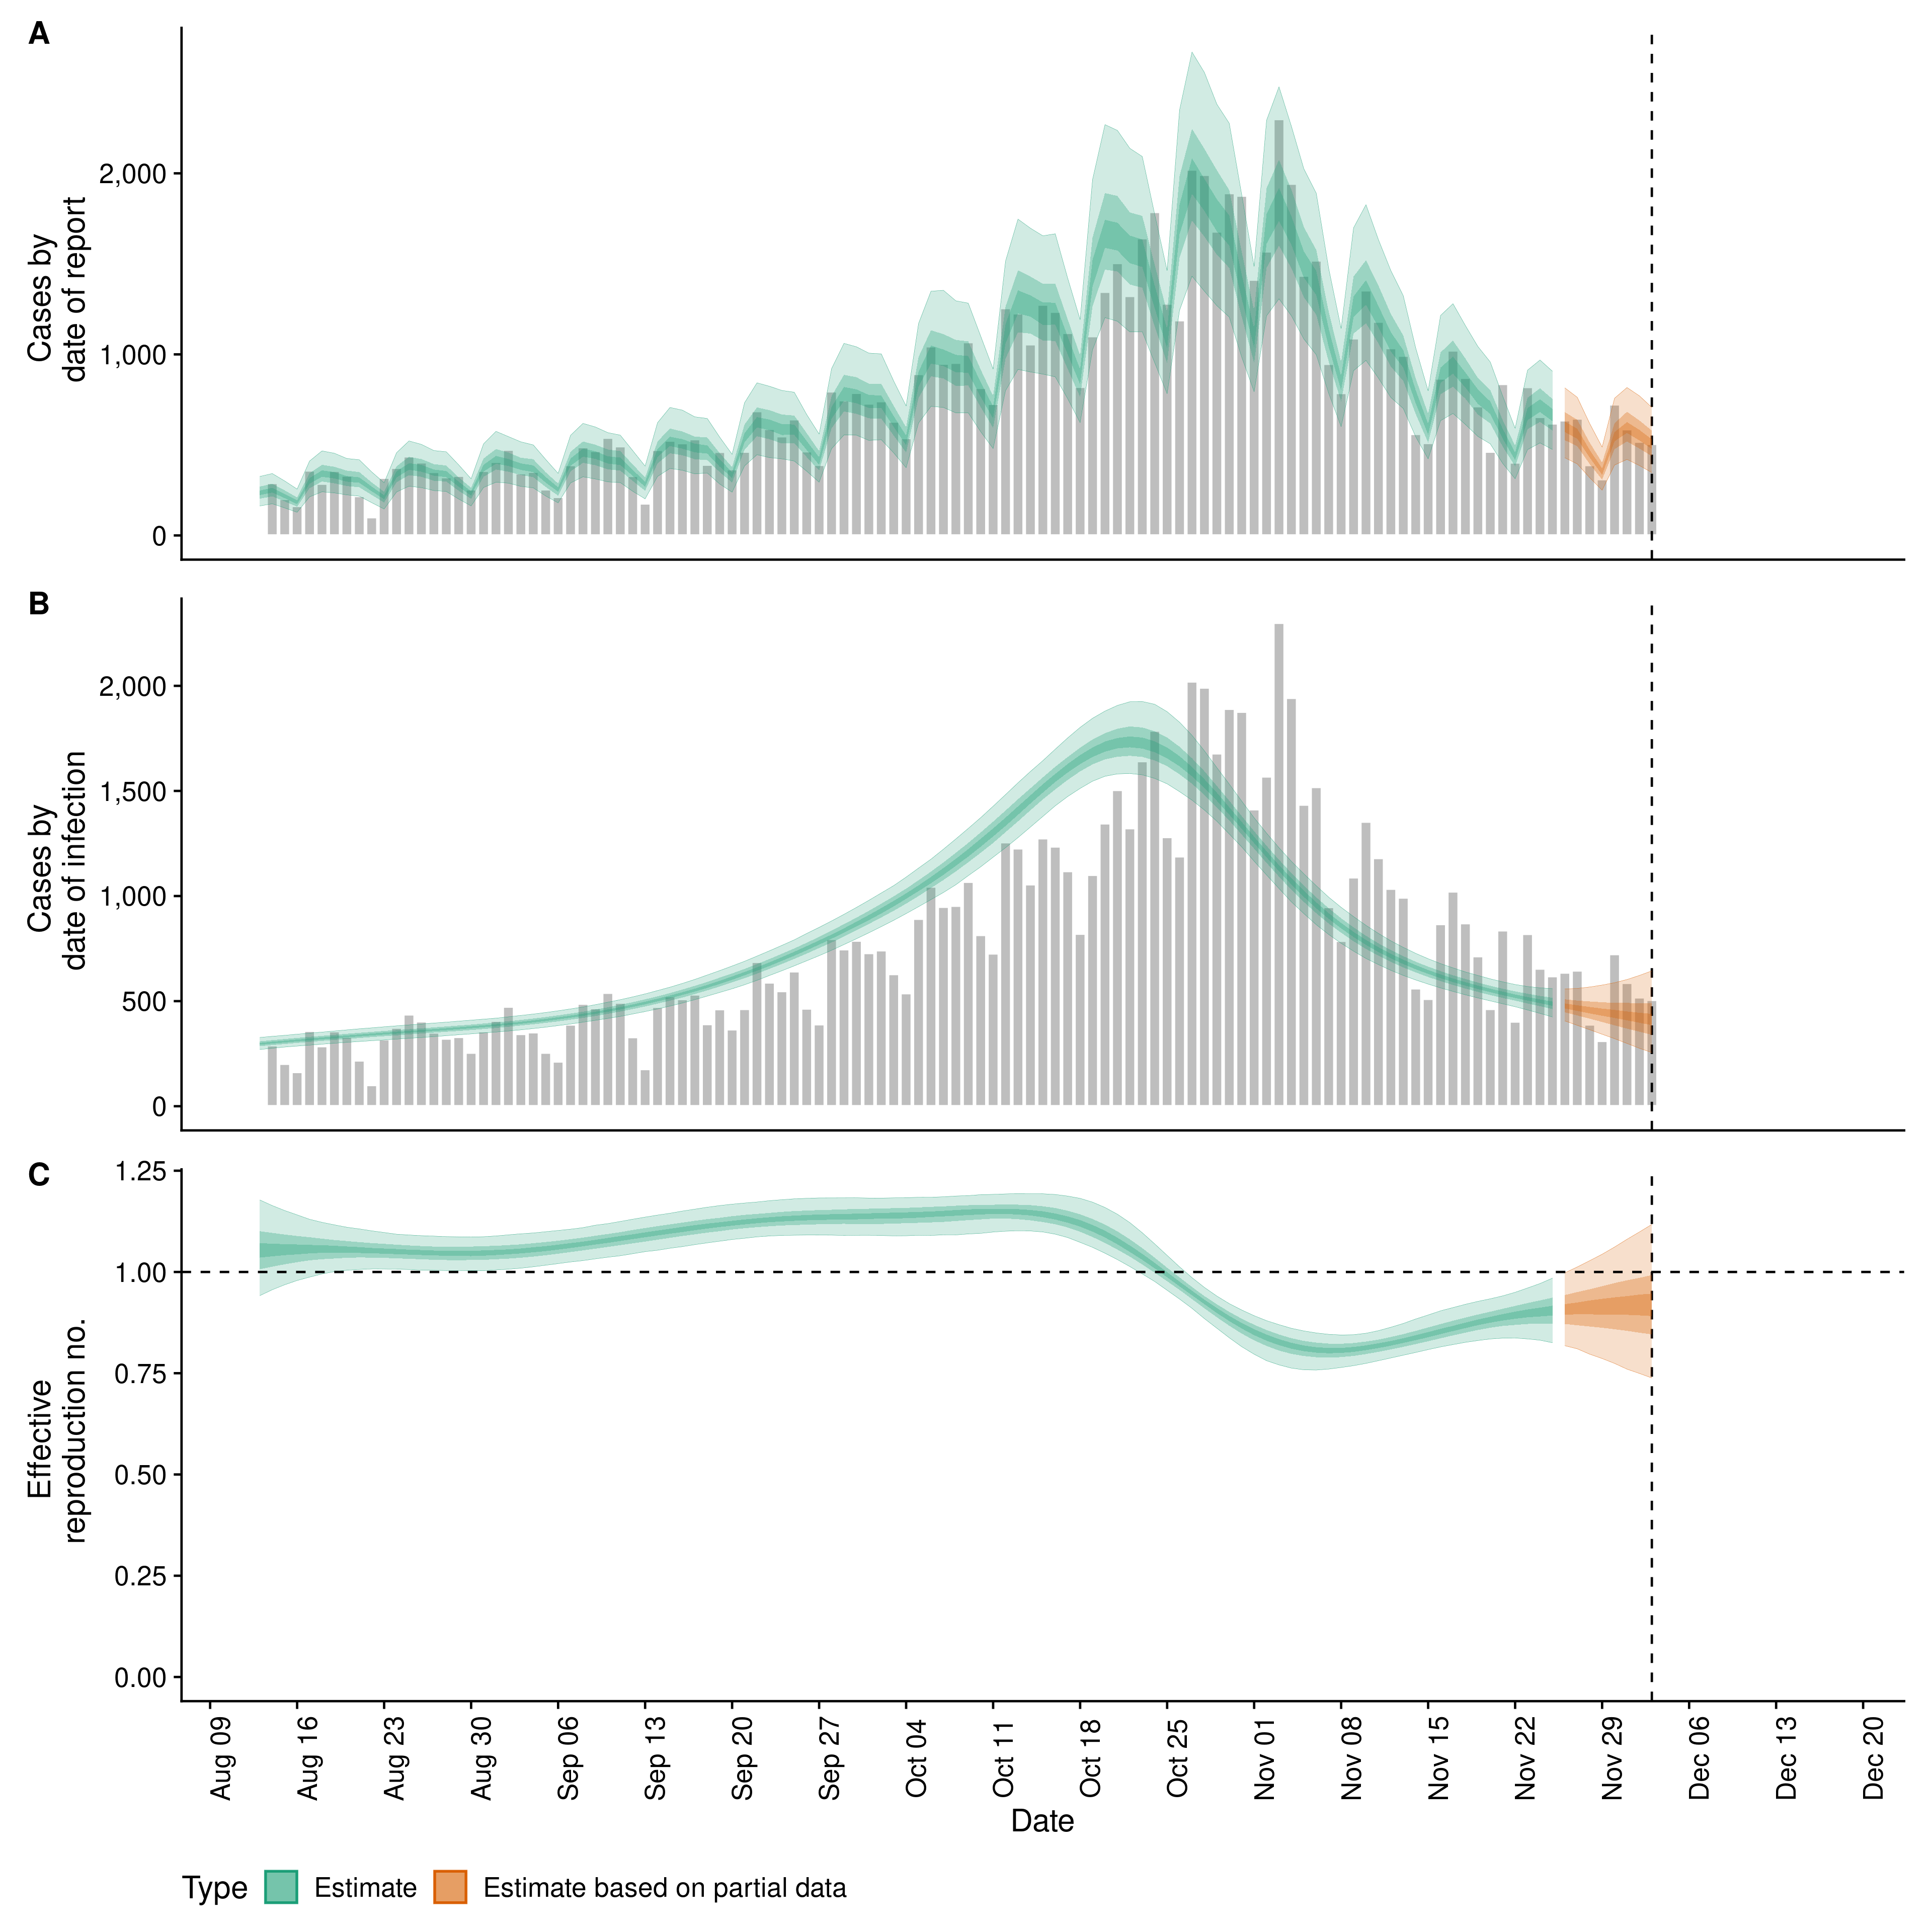 A
Cases by
date of report
2,000
1,000
0
B
Cases by
date of infection
2,000
1,500
1,000
500
0
C
Effective
reproduction no.
1.25
1.00
0.75
0.50
0.25
0.00
Aug 09
Aug 16
Aug 23
Aug 30
Sep 06
Sep 13
Sep 20
Sep 27
Oct 04
Oct 11
Oct 18
Oct 25
Nov 01
Nov 08
Nov 15
Nov 22
Nov 29
Dec 06
Dec 13
Dec 20
Date
Type Estimate Estimate based on partial data